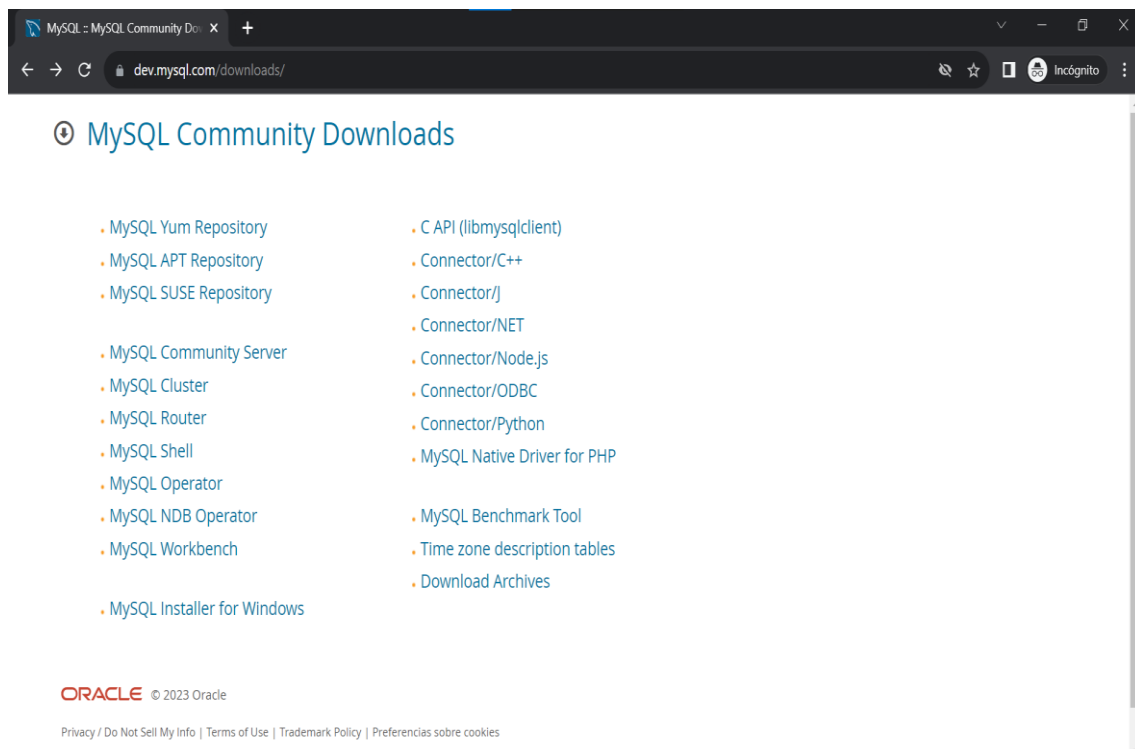 MySQL :: MySQL Community Dow
dev.mysql.com/downloads/
Incógnito
MySQL Community Downloads
MySQL Yum Repository
MySQL APT Repository
MySQL SUSE Repository
MySQL Community Server
MySQL Cluster
MySQL Router
MySQL Shell
MySQL Operator
MySQL NDB Operator
MySQL Workbench
MySQL Installer for Windows
C API (libmysqlclient)
Connector/C++
Connector/J
Connector/NET
Connector/Node.js
Connector/ODBC
Connector/Python
MySQL Native Driver for PHP
MySQL Benchmark Tool
Time zone description tables
Download Archives
ORACLE © 2023 Oracle
Privacy / Do Not Sell My Info | Terms of Use | Trademark Policy | Preferencias sobre cookies